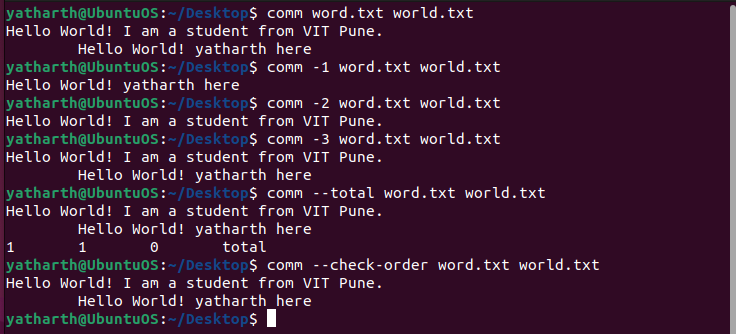 yatharth@UbuntuOS:~/Desktop$ comm word.txt world.txt
Hello World! I am a student from VIT Pune.
        Hello World! yatharth here
yatharth@UbuntuOS:~/Desktop$ comm -1 word.txt world.txt
Hello World! yatharth here
yatharth@UbuntuOS:~/Desktop$ comm -2 word.txt world.txt
Hello World! I am a student from VIT Pune.
yatharth@UbuntuOS:~/Desktop$ comm -3 word.txt world.txt
Hello World! I am a student from VIT Pune.
        Hello World! yatharth here
yatharth@UbuntuOS:~/Desktop$ comm --total word.txt world.txt
Hello World! I am a student from VIT Pune.
        Hello World! yatharth here
1       1       0       total
yatharth@UbuntuOS:~/Desktop$ comm --check-order word.txt world.txt
Hello World! I am a student from VIT Pune.
        Hello World! yatharth here
yatharth@UbuntuOS:~/Desktop$